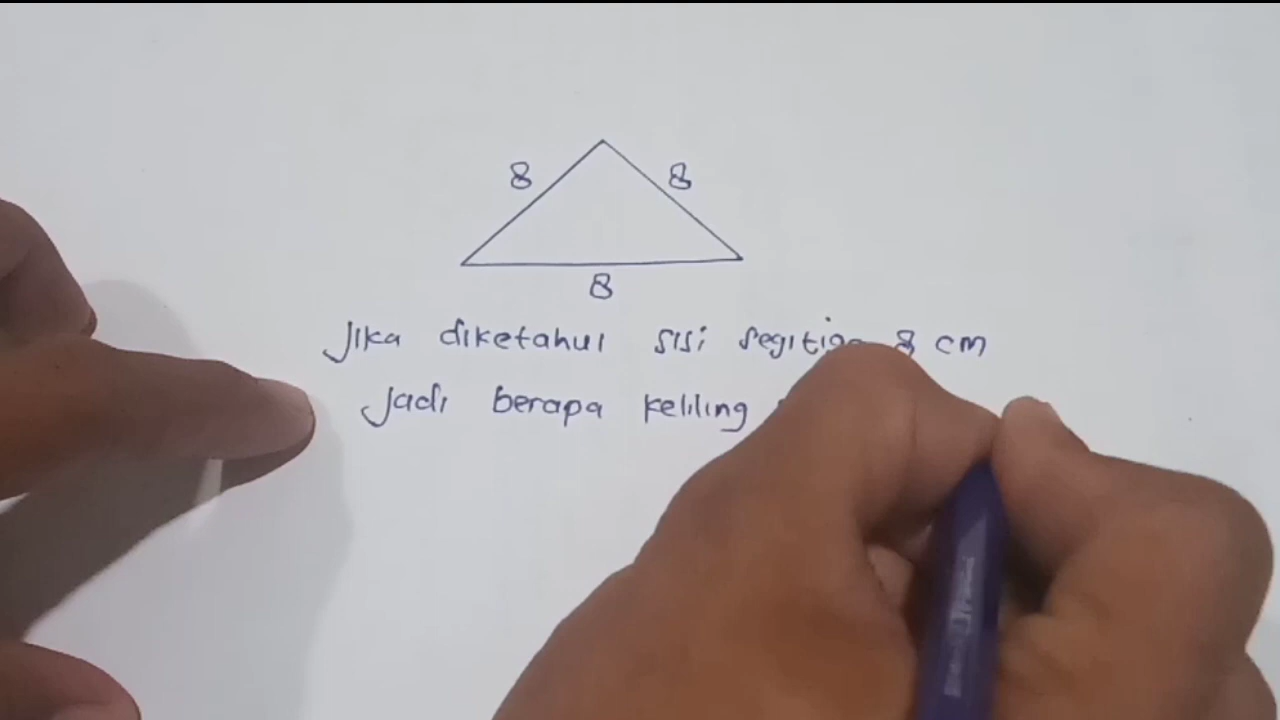 8 8
8
Jika diketahui sisi segitiga 8 cm
Jadi berapa keliling